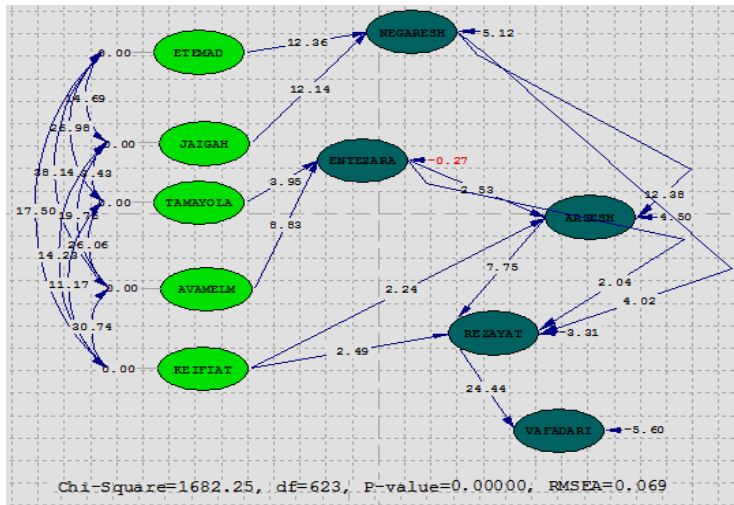 NEGARESH
5.12
ETEMAD
0.00
12.36
12.14
14.69
26.98
JAIGAH
0.00
ENTEZARA
-0.27
38.14
TAMAYOLA
0.00
3.95
2.53
12.38
17.50
19.75
ARSESH
4.50
8.83
14.23
26.06
7.75
11.17
AVAMELM
0.00
2.24
2.04
4.02
30.74
REZAYAT
3.31
2.49
KEIFIAT
0.00
24.44
VAFADARI
5.60
Chi-Square=1682.25, df=623, P-value=0.00000, RMSEA=0.069